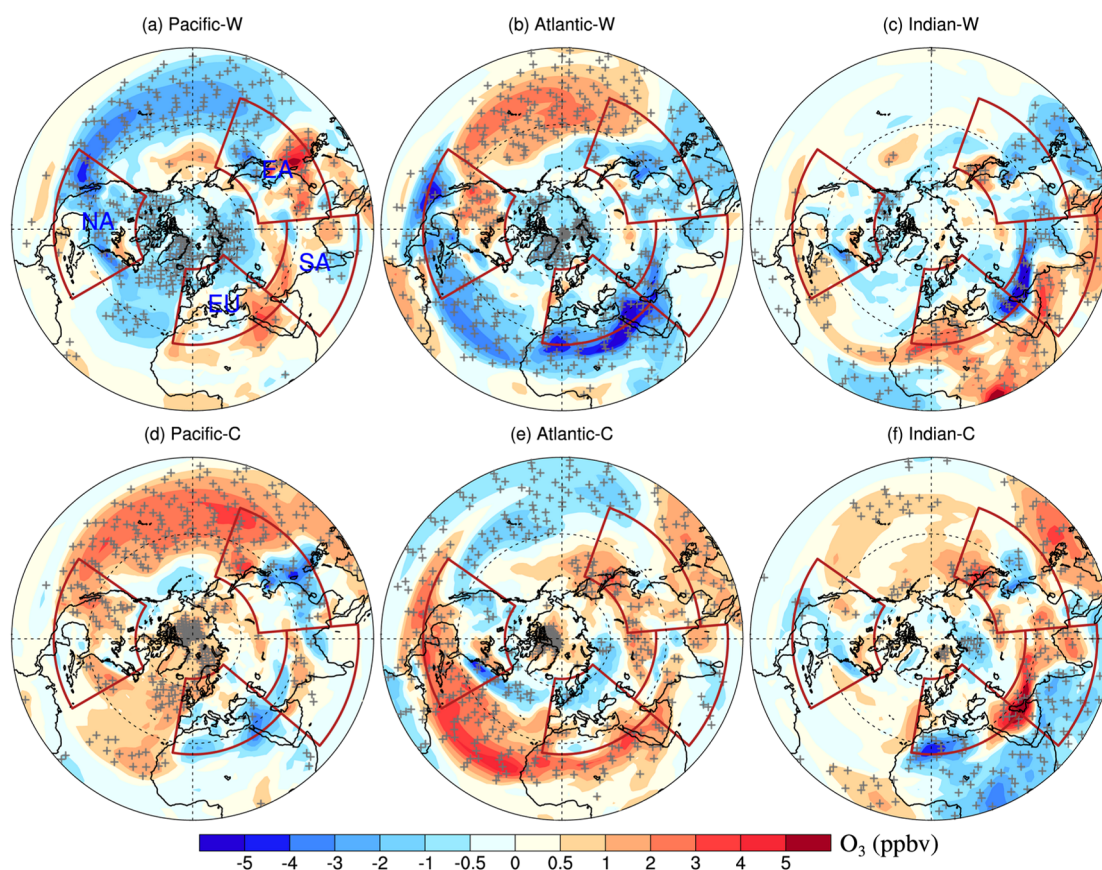 (a) Pacific-W
(b) Atlantic-W
(c) Indian-W
EA
NA
SA
EU
(d) Pacific-C
(e) Atlantic-C
(f) Indian-C
-5 -4 -3 -2 -1 -0.5 0 0.5 1 2 3 4 5
O₃ (ppbv)